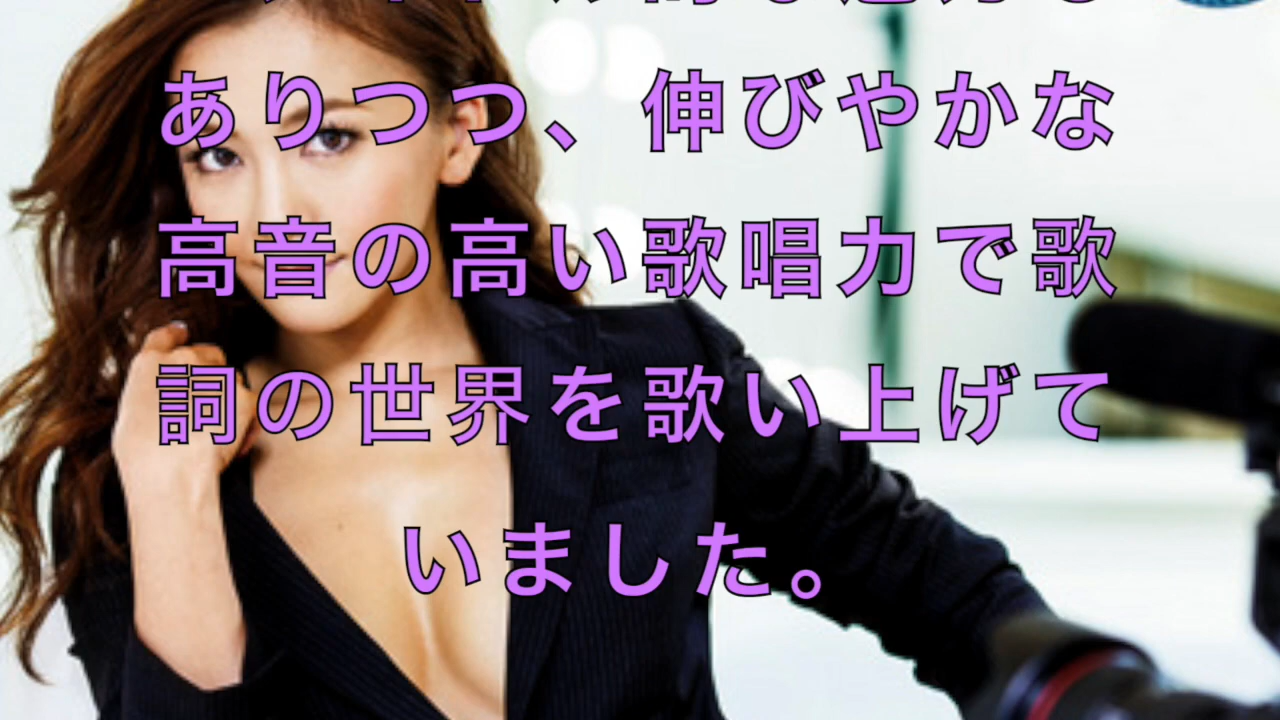 ありつつ、伸びやかな
高音の高い歌唱力で歌
詞の世界を歌い上げて
いました。